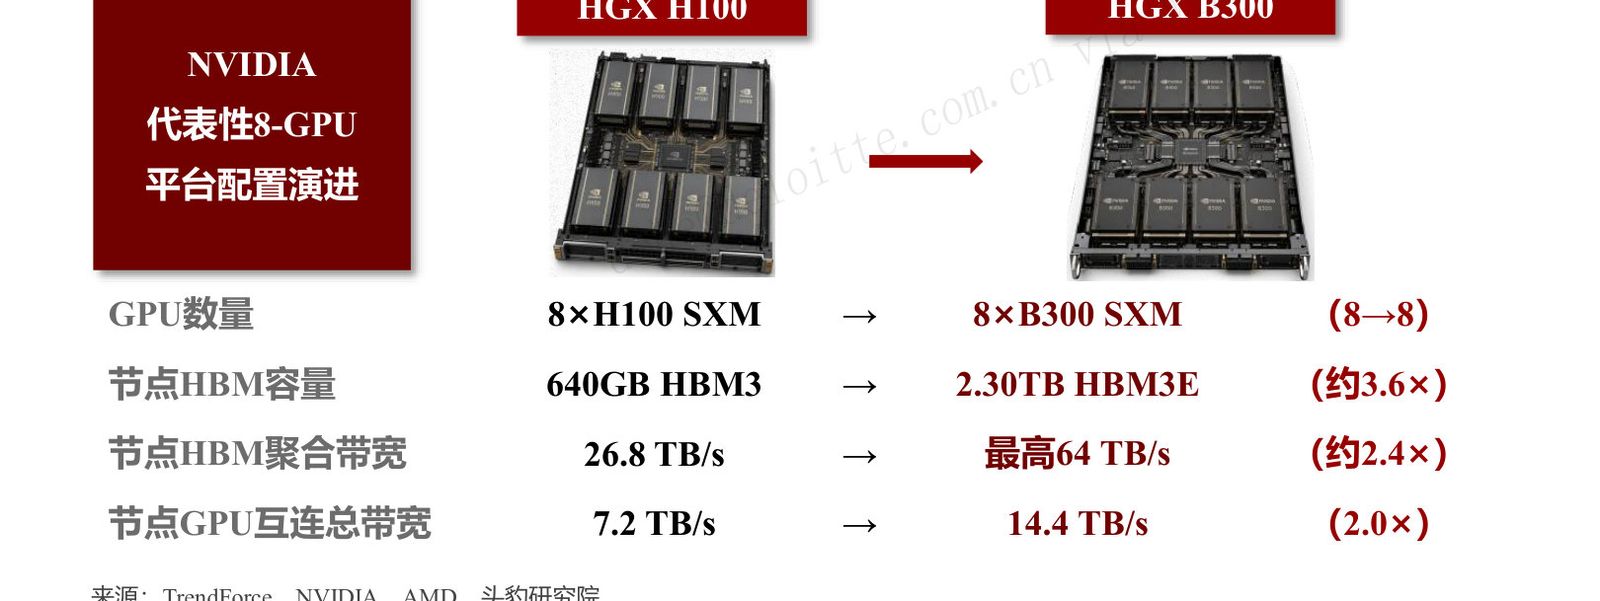 HGX H100
HGX B300
NVIDIA
代表性8-GPU
平台配置演进
GPU数量 8×H100 SXM → 8×B300 SXM (8→8)
节点HBM容量 640GB HBM3 → 2.30TB HBM3E (约3.6×)
节点HBM聚合带宽 26.8 TB/s → 最高64 TB/s (约2.4×)
节点GPU互连总带宽 7.2 TB/s → 14.4 TB/s (2.0×)
来源：TrendForce、NVIDIA、AMD、头豹研究院